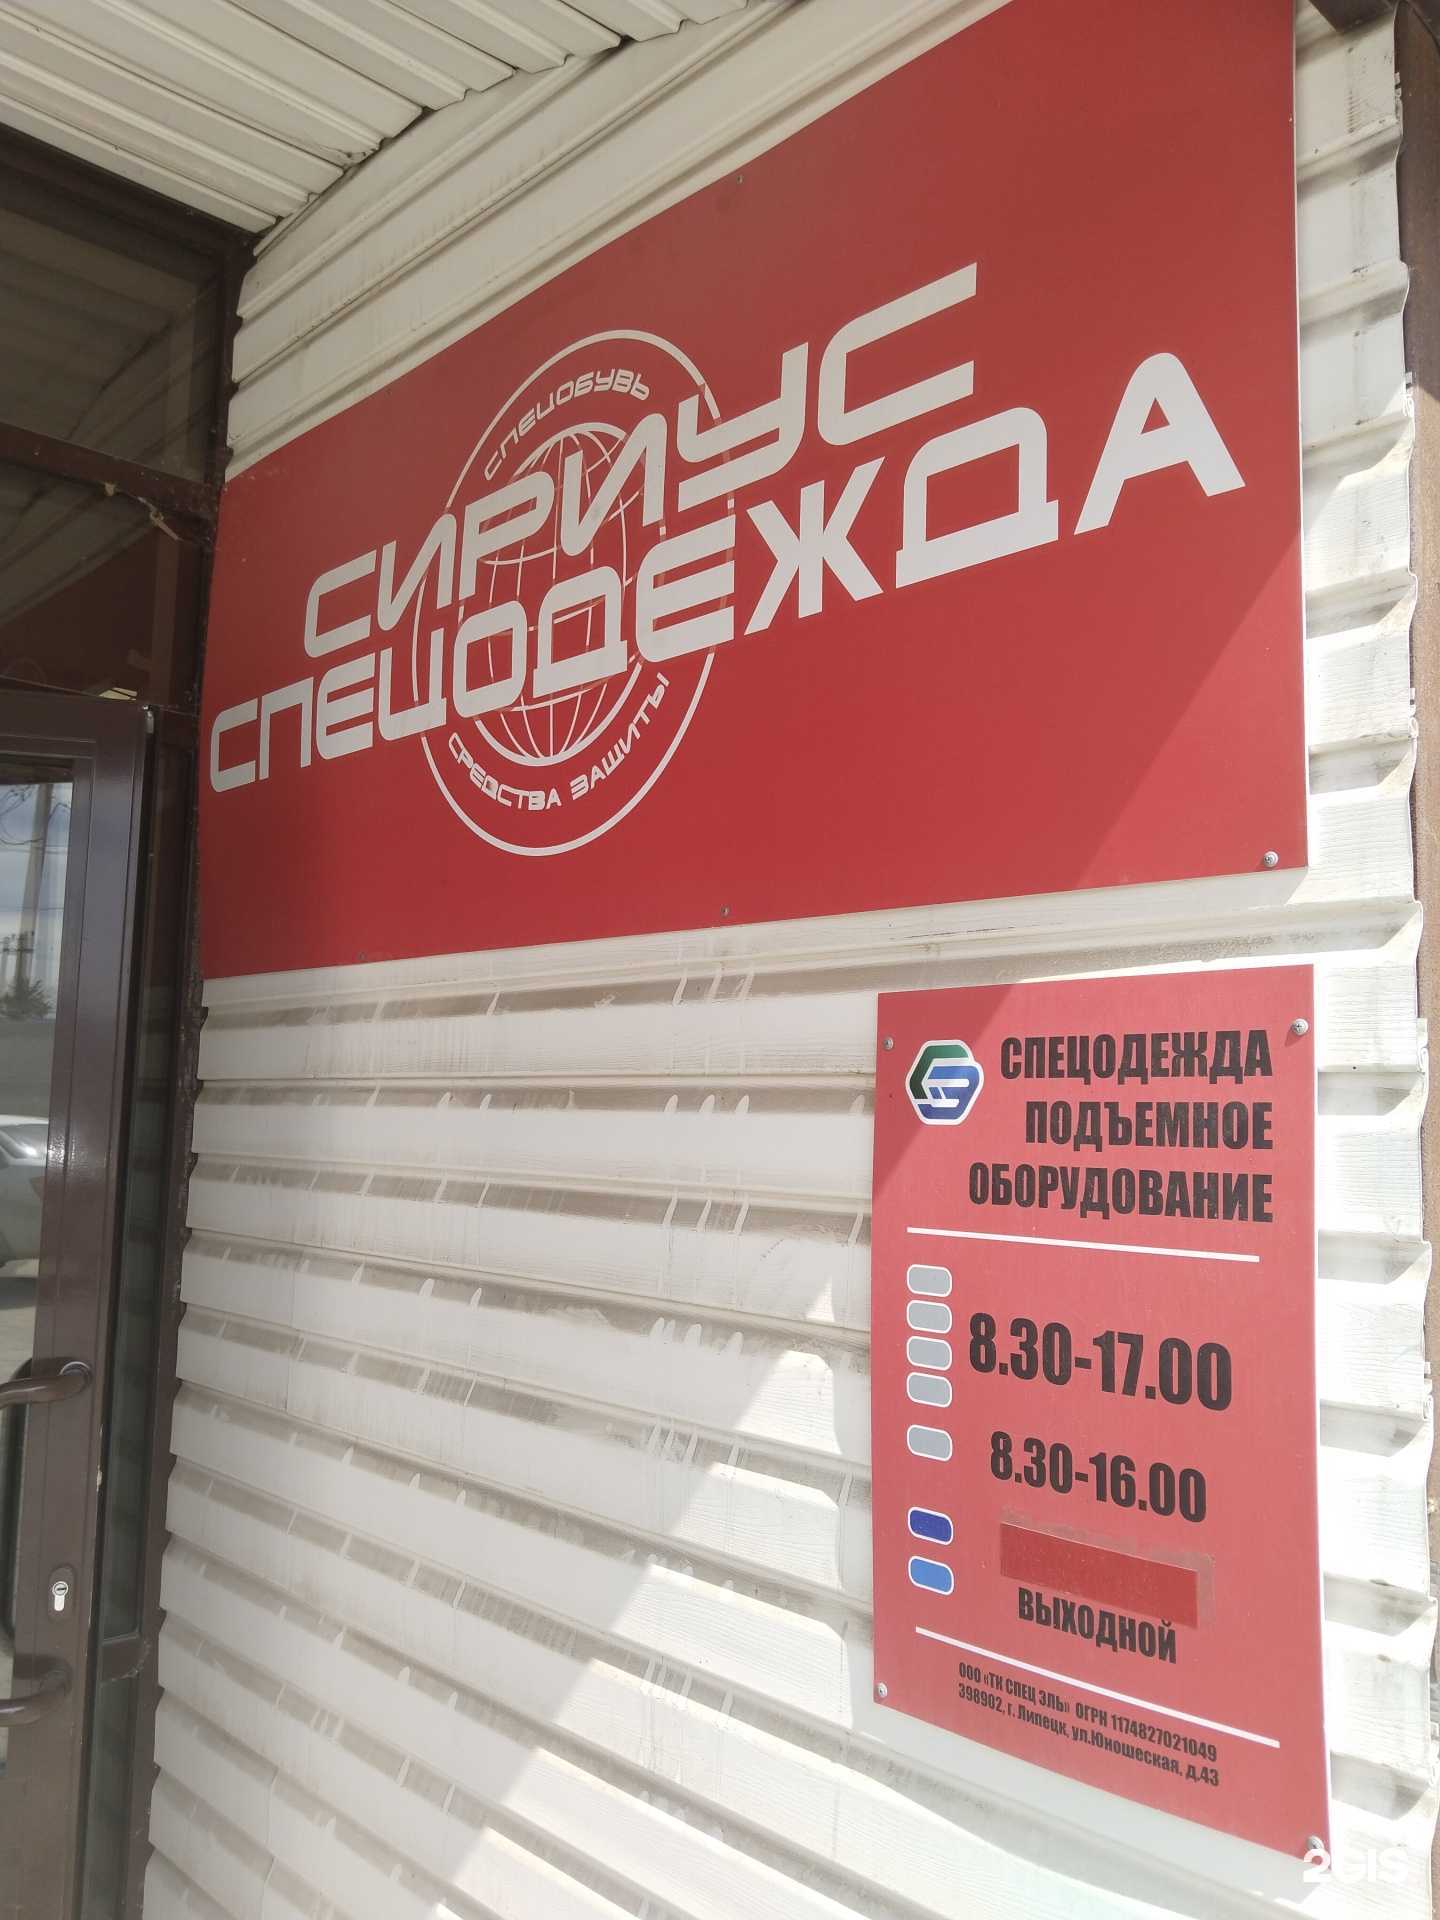 СПЕЦОБУВЬ
СИРИУС
СПЕЦОДЕЖДА
СРЕДСТВА ЗАЩИТЫ
СПЕЦОДЕЖДА
ПОДЪЕМНОЕ
ОБОРУДОВАНИЕ
8.30-17.00
8.30-16.00
ВЫХОДНОЙ
ООО «ТК СПЕЦ ЭЛЬ» ОГРН 1174827021049
398902, г. Липецк, ул.Юношеская, д.43
2GIS